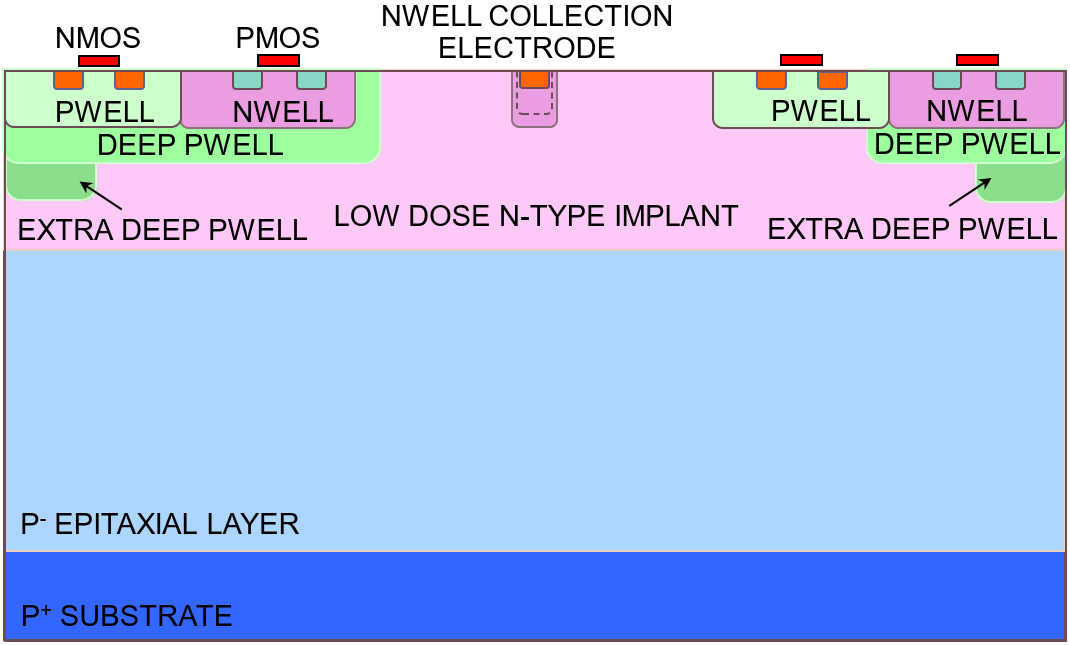 NWELL COLLECTION
ELECTRODE
NMOS
PMOS
PWELL
NWELL
PWELL
NWELL
DEEP PWELL
DEEP PWELL
LOW DOSE N-TYPE IMPLANT
EXTRA DEEP PWELL
EXTRA DEEP PWELL
P⁻ EPITAXIAL LAYER
P⁺ SUBSTRATE